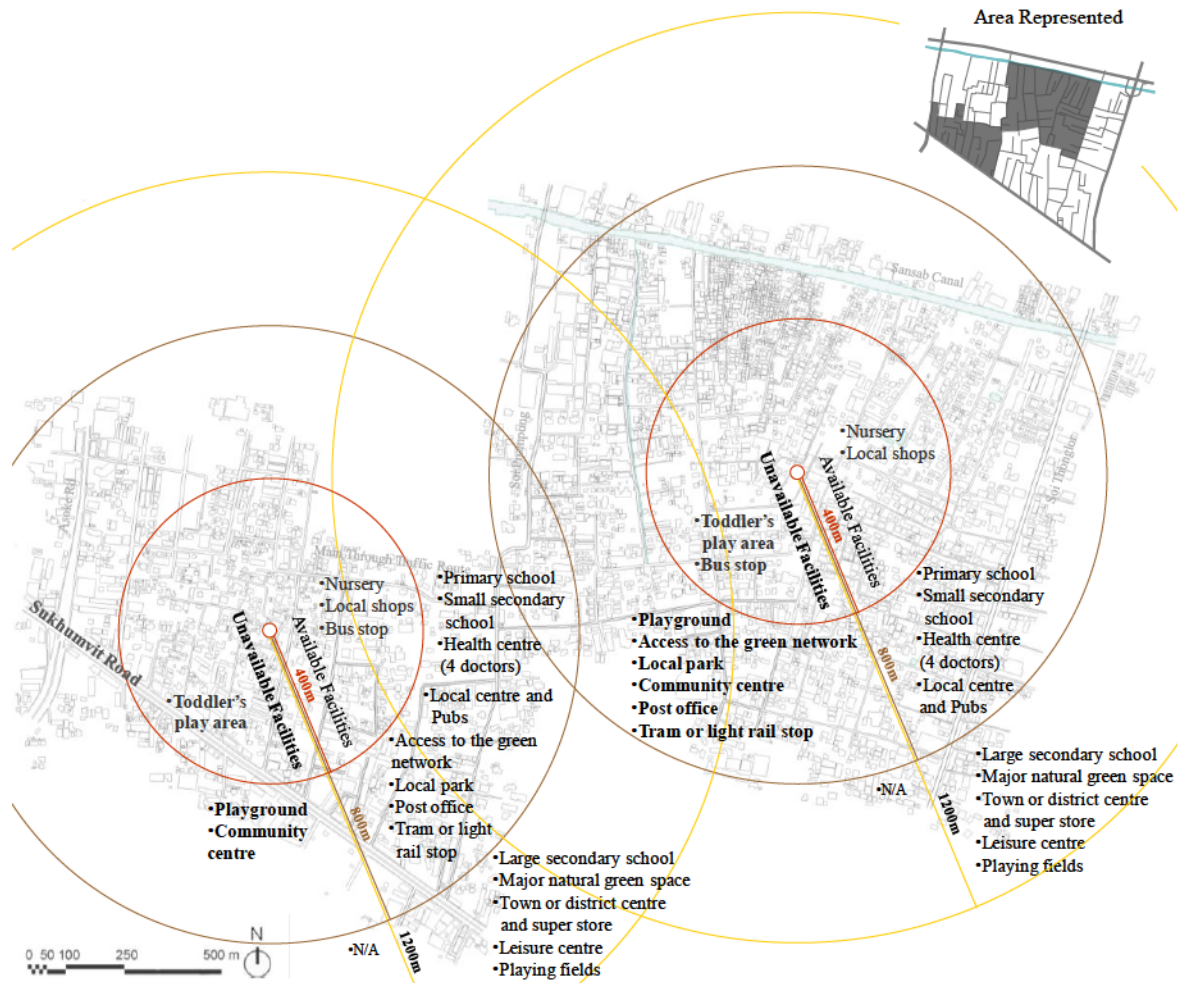 Area Represented
Sansab Canal
Soi Thonglor
•Nursery
•Local shops
Available Facilities
Unavailable Facilities
400m
•Toddler's
play area
•Bus stop
•Primary school
•Small secondary
school
•Health centre
(4 doctors)
•Local centre
and Pubs
•Playground
•Access to the green network
•Local park
•Community centre
•Post office
•Tram or light rail stop
800m
•N/A
1200m
•Large secondary school
•Major natural green space
•Town or district centre
and super store
•Leisure centre
•Playing fields
Main Through Traffic Route
Sukhumvit Road
•Nursery
•Local shops
•Bus stop
Available Facilities
Unavailable Facilities
400m
•Toddler's
play area
•Primary school
•Small secondary
school
•Health centre
(4 doctors)
•Local centre and
Pubs
•Access to the green
network
•Local park
•Post office
•Tram or light
rail stop
•Playground
•Community
centre
800m
•N/A
1200m
•Large secondary school
•Major natural green space
•Town or district centre
and super store
•Leisure centre
•Playing fields
0 50 100 250 500 m
N